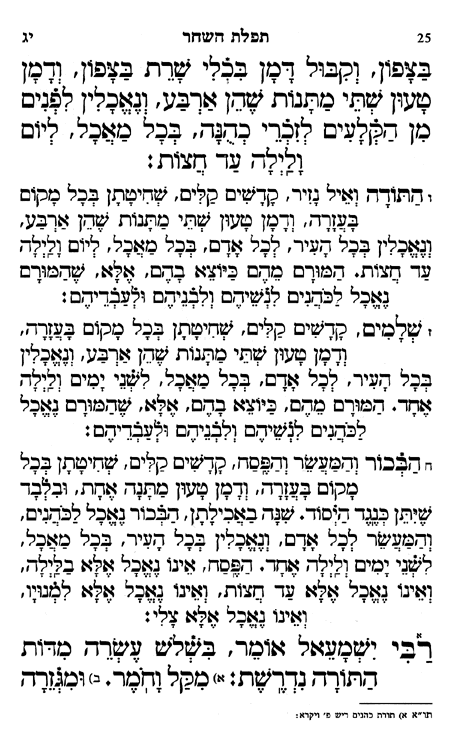 25 תפלת השחר יג
בַּצָּפוֹן, וְקִבּוּל דָּמָן בִּכְלִי שָׁרֵת בַּצָּפוֹן, וְדָמָן
טָעוּן שְׁתֵּי מַתָּנוֹת שֶׁהֵן אַרְבַּע, וְנֶאֱכָלִין לִפְנִים
מִן הַקְּלָעִים לְזִכְרֵי כְהֻנָּה, בְּכָל מַאֲכָל, לְיוֹם
וָלַיְלָה עַד חֲצוֹת:
ו הַתּוֹדָה וְאֵיל נָזִיר, קָדָשִׁים קַלִּים, שְׁחִיטָתָן בְּכָל מָקוֹם
בָּעֲזָרָה, וְדָמָן טָעוּן שְׁתֵּי מַתָּנוֹת שֶׁהֵן אַרְבַּע,
וְנֶאֱכָלִין בְּכָל הָעִיר, לְכָל אָדָם, בְּכָל מַאֲכָל, לְיוֹם וָלַיְלָה
עַד חֲצוֹת. הַמּוּרָם מֵהֶם כַּיּוֹצֵא בָהֶם, אֶלָּא, שֶׁהַמּוּרָם
נֶאֱכָל לַכֹּהֲנִים לִנְשֵׁיהֶם וְלִבְנֵיהֶם וּלְעַבְדֵיהֶם:
ז שְׁלָמִים, קָדָשִׁים קַלִּים, שְׁחִיטָתָן בְּכָל מָקוֹם בָּעֲזָרָה,
וְדָמָן טָעוּן שְׁתֵּי מַתָּנוֹת שֶׁהֵן אַרְבַּע, וְנֶאֱכָלִין
בְּכָל הָעִיר, לְכָל אָדָם, בְּכָל מַאֲכָל, לִשְׁנֵי יָמִים וְלַיְלָה
אֶחָד. הַמּוּרָם מֵהֶם, כַּיּוֹצֵא בָהֶם, אֶלָּא, שֶׁהַמּוּרָם נֶאֱכָל
לַכֹּהֲנִים לִנְשֵׁיהֶם וְלִבְנֵיהֶם וּלְעַבְדֵיהֶם:
ח הַבְּכוֹר וְהַמַּעֲשֵׂר וְהַפֶּסַח, קָדָשִׁים קַלִּים, שְׁחִיטָתָן בְּכָל
מָקוֹם בָּעֲזָרָה, וְדָמָן טָעוּן מַתָּנָה אֶחָת, וּבִלְבָד
שֶׁיִּתֵּן כְּנֶגֶד הַיְסוֹד. שִׁנָּה בַאֲכִילָתָן, הַבְּכוֹר נֶאֱכָל לַכֹּהֲנִים,
וְהַמַּעֲשֵׂר לְכָל אָדָם, וְנֶאֱכָלִין בְּכָל הָעִיר, בְּכָל מַאֲכָל,
לִשְׁנֵי יָמִים וְלַיְלָה אֶחָד. הַפֶּסַח, אֵינוֹ נֶאֱכָל אֶלָּא בַלַּיְלָה,
וְאֵינוֹ נֶאֱכָל אֶלָּא עַד חֲצוֹת, וְאֵינוֹ נֶאֱכָל אֶלָּא לִמְנוּיָו,
וְאֵינוֹ נֶאֱכָל אֶלָּא צָלִי:
רַבִּי יִשְׁמָעֵאל אוֹמֵר, בִּשְׁלֹשׁ עֶשְׂרֵה מִדּוֹת
הַתּוֹרָה נִדְרֶשֶׁת: א) מִקַּל וָחֹמֶר. ב) וּמִגְּזֵרָה
תו״א א) תורת כהנים ריש פ׳ ויקרא: